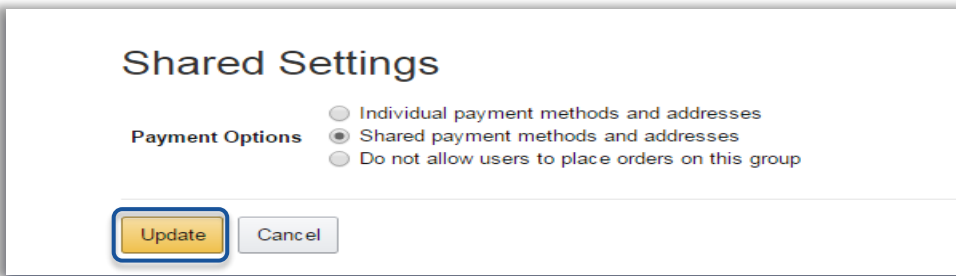 Shared Settings
Individual payment methods and addresses
Payment Options Shared payment methods and addresses
Do not allow users to place orders on this group
Update Cancel